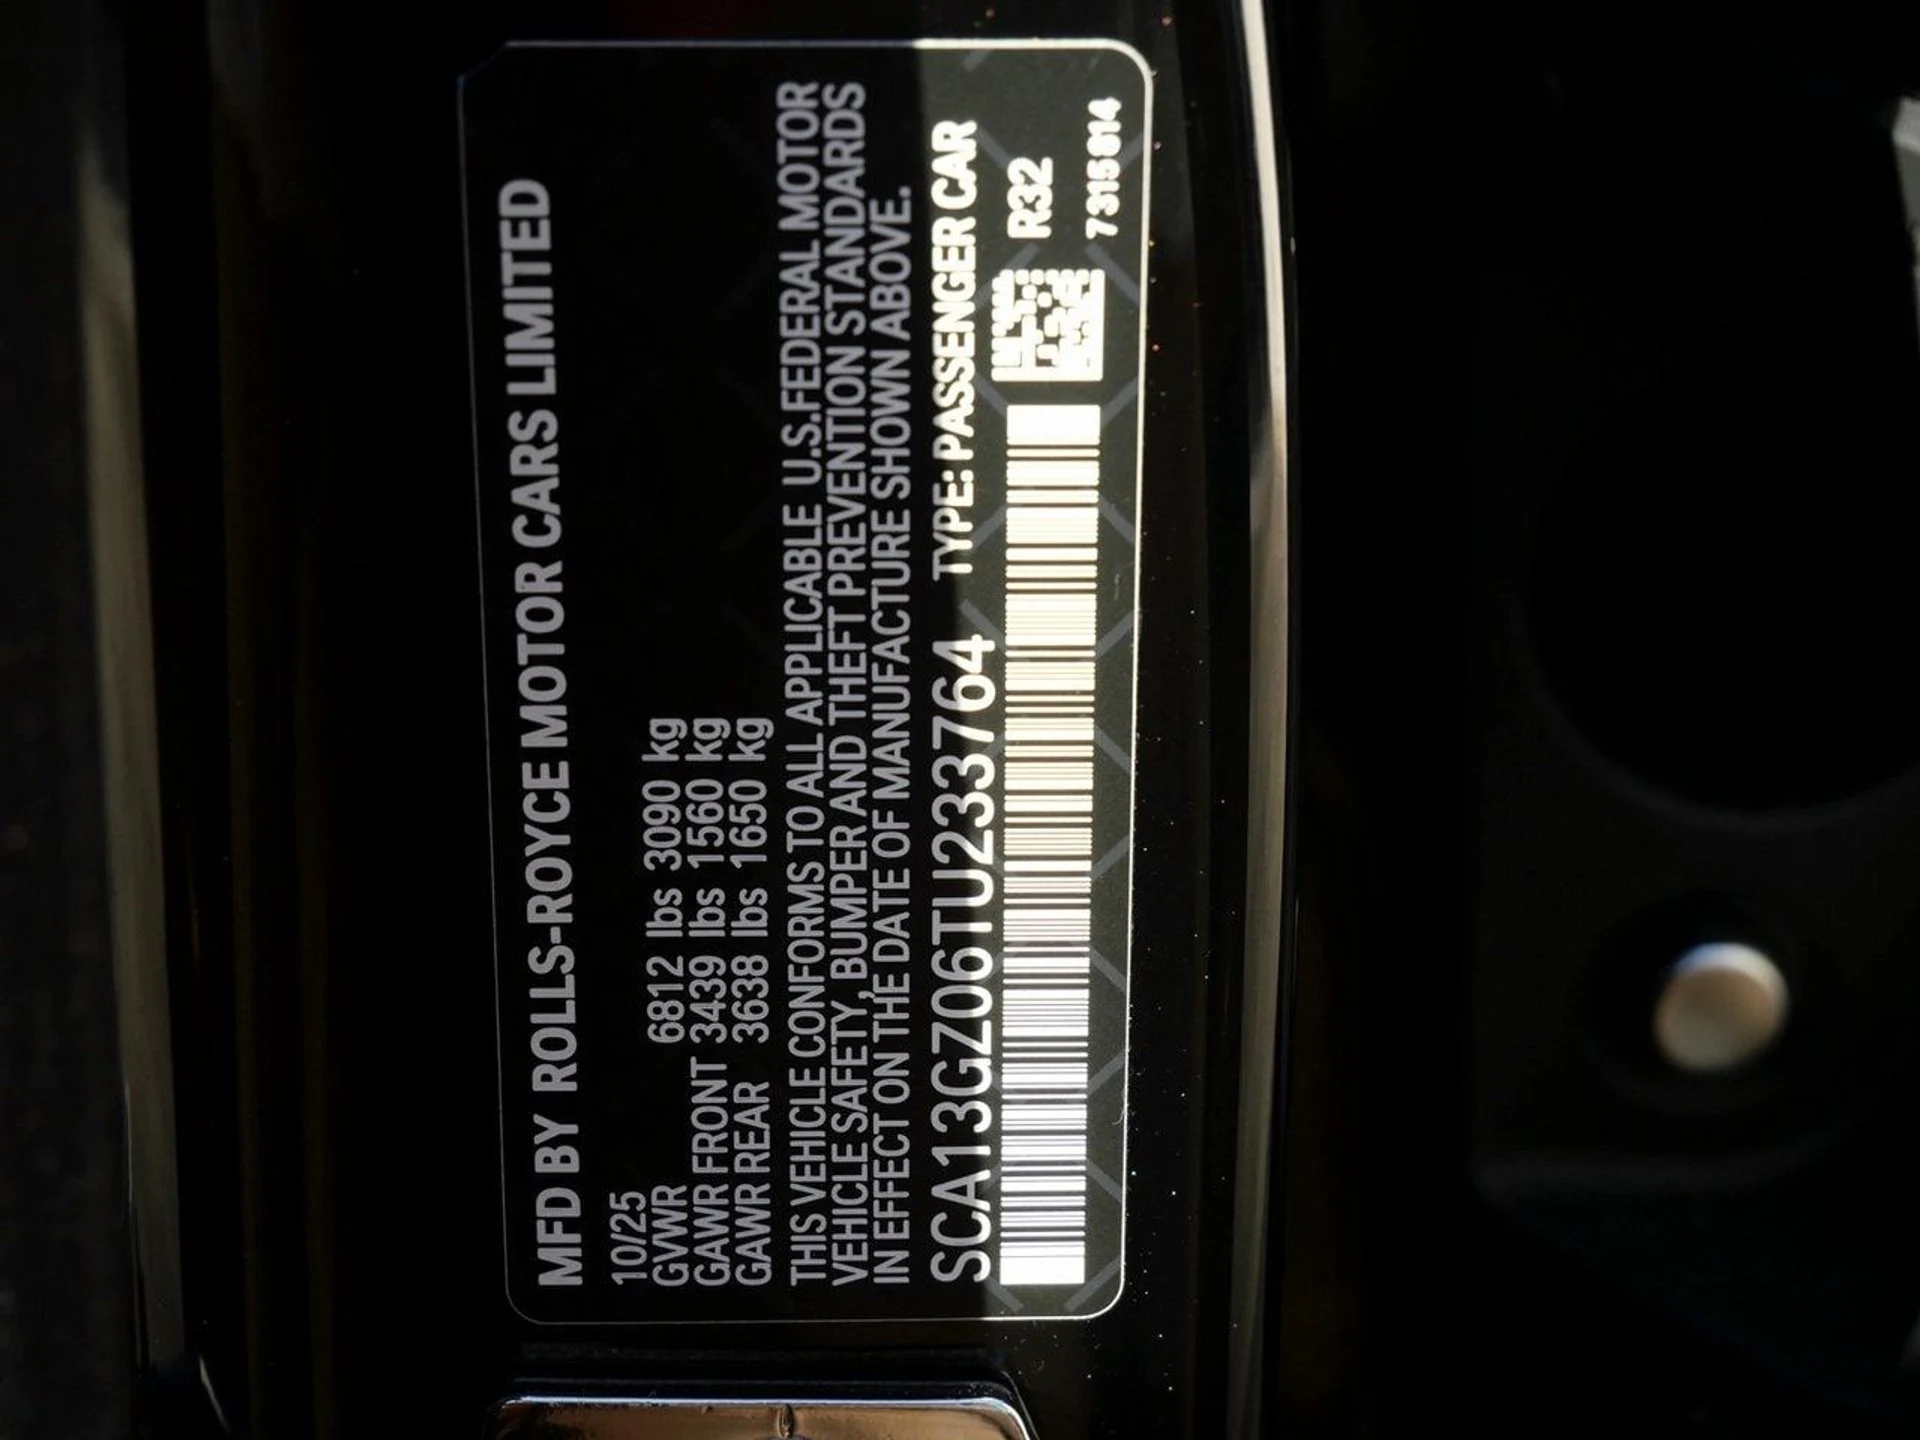 MFD BY ROLLS-ROYCE MOTOR CARS LIMITED
10/25
GVWR 6812 lbs 3090 kg
GAWR FRONT 3439 lbs 1560 kg
GAWR REAR 3638 lbs 1650 kg
THIS VEHICLE CONFORMS TO ALL APPLICABLE U.S.FEDERAL MOTOR
VEHICLE SAFETY, BUMPER AND THEFT PREVENTION STANDARDS
IN EFFECT ON THE DATE OF MANUFACTURE SHOWN ABOVE.
SCA13GZ06TU233764 TYPE: PASSENGER CAR
R32
7315814